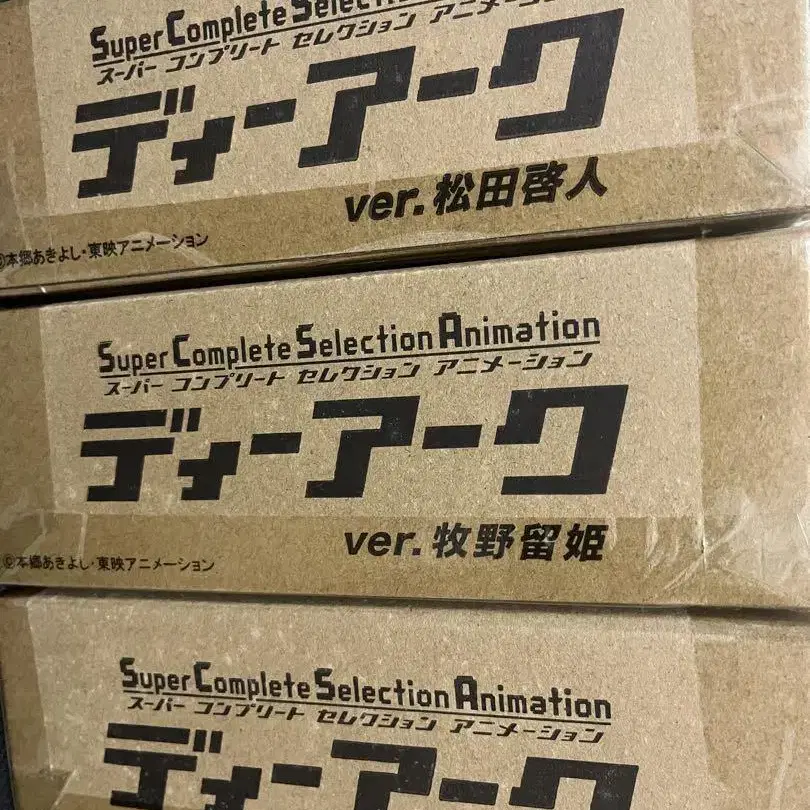 Super Complete Selection
スーパー コンプリート セレクション アニメーション
ディーアーク
ver.松田啓人
©本郷あきよし・東映アニメーション
Super Complete Selection Animation
スーパー コンプリート セレクション アニメーション
ディーアーク
ver.牧野留姫
©本郷あきよし・東映アニメーション
Super Complete Selection Animation
スーパー コンプリート セレクション アニメーション
ディーアーク